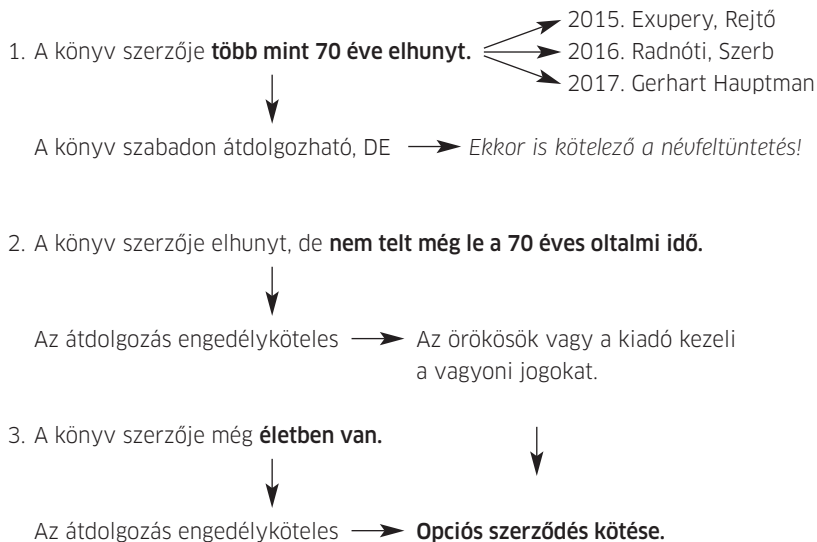 2015. Exupery, Rejtő
1. A könyv szerzője több mint 70 éve elhunyt.
2016. Radnóti, Szerb
2017. Gerhart Hauptman
A könyv szabadon átdolgozható, DE
Ekkor is kötelező a névfeltüntetés!
2. A könyv szerzője elhunyt, de nem telt még le a 70 éves oltalmi idő.
Az átdolgozás engedélyköteles
Az örökösök vagy a kiadó kezeli
a vagyoni jogokat.
3. A könyv szerzője még életben van.
Az átdolgozás engedélyköteles
Opciós szerződés kötése.